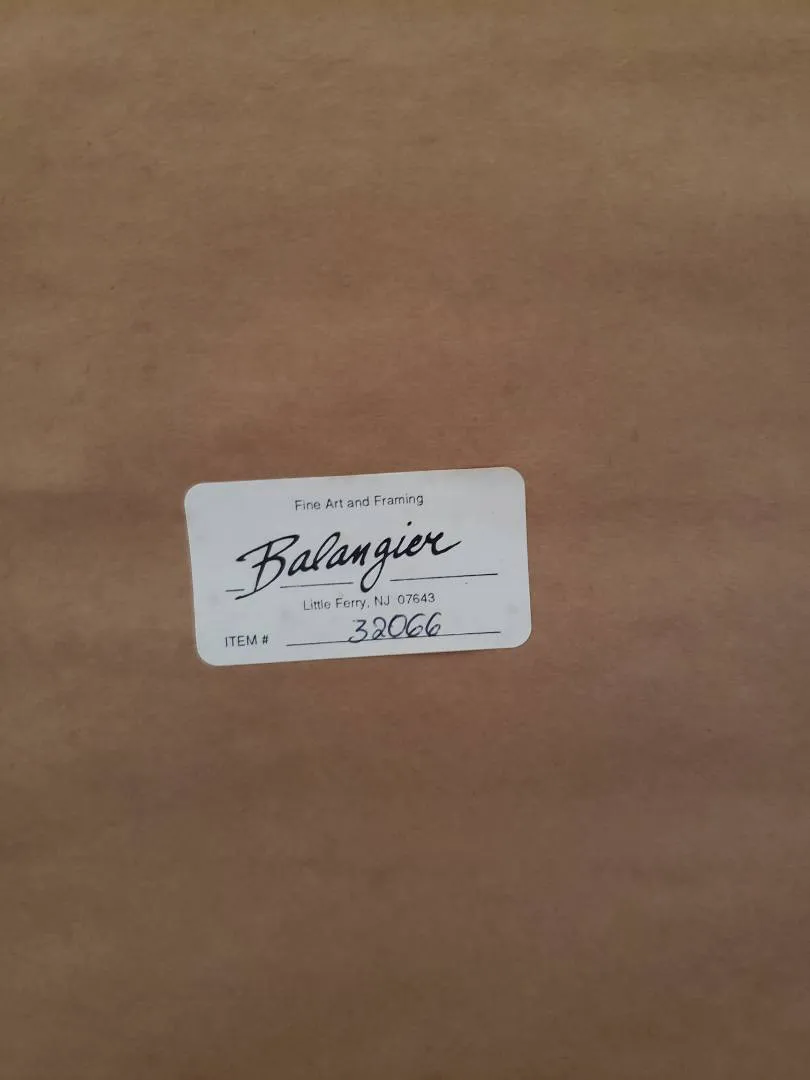 Fine Art and Framing
Balangier
Little Ferry, NJ 07643
ITEM # 32066